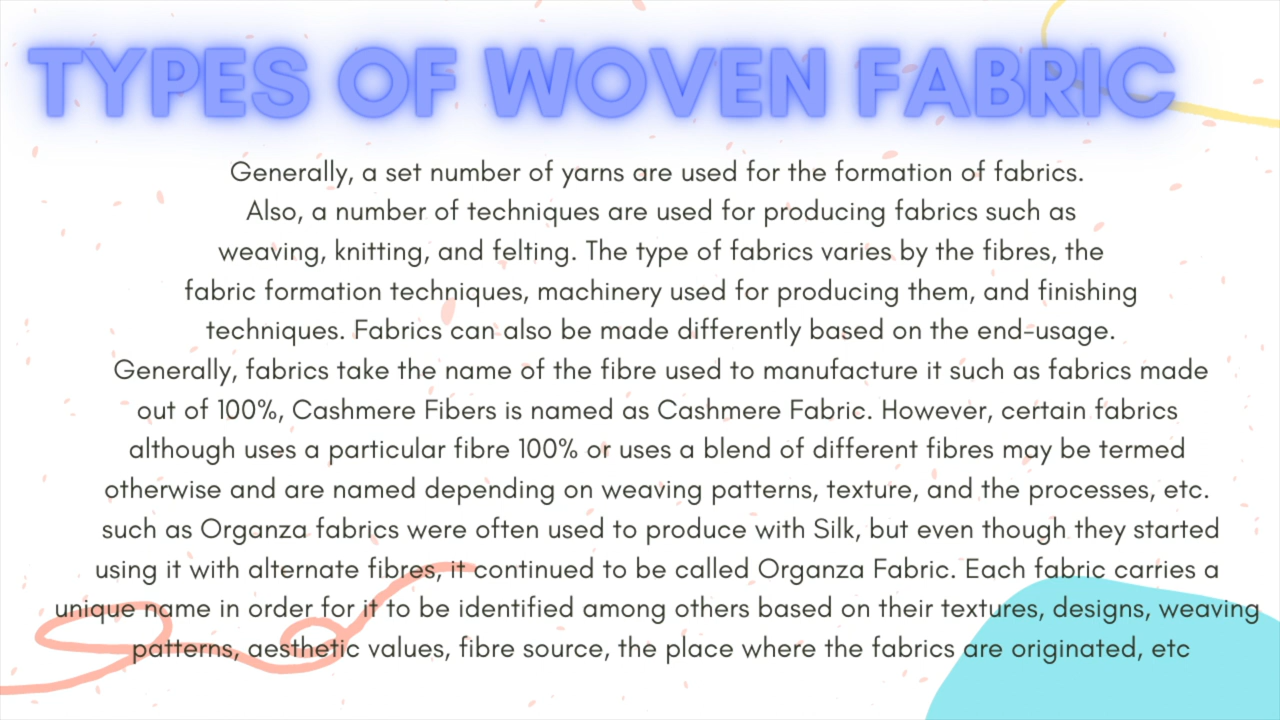 TYPES OF WOVEN FABRIC
Generally, a set number of yarns are used for the formation of fabrics.
Also, a number of techniques are used for producing fabrics such as
weaving, knitting, and felting. The type of fabrics varies by the fibres, the
fabric formation techniques, machinery used for producing them, and finishing
techniques. Fabrics can also be made differently based on the end-usage.
Generally, fabrics take the name of the fibre used to manufacture it such as fabrics made
out of 100%, Cashmere Fibers is named as Cashmere Fabric. However, certain fabrics
although uses a particular fibre 100% or uses a blend of different fibres may be termed
otherwise and are named depending on weaving patterns, texture, and the processes, etc.
such as Organza fabrics were often used to produce with Silk, but even though they started
using it with alternate fibres, it continued to be called Organza Fabric. Each fabric carries a
unique name in order for it to be identified among others based on their textures, designs, weaving
patterns, aesthetic values, fibre source, the place where the fabrics are originated, etc